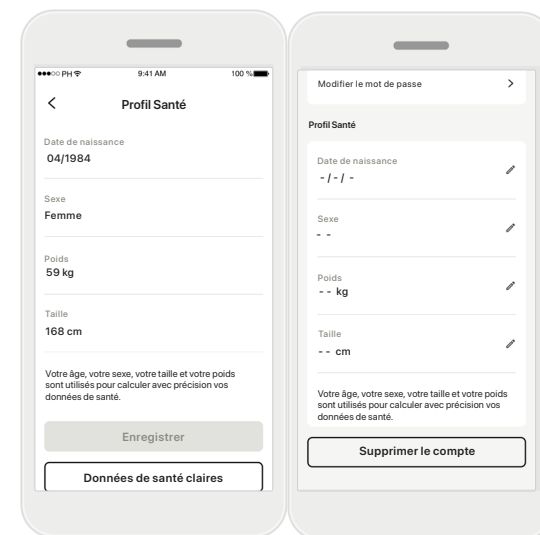 PH
9:41 AM
100 %
Profil Santé
Date de naissance
04/1984
Sexe
Femme
Poids
59 kg
Taille
168 cm
Votre âge, votre sexe, votre taille et votre poids
sont utilisés pour calculer avec précision vos
données de santé.
Enregistrer
Données de santé claires
Modifier le mot de passe
Profil Santé
Date de naissance
- / - / -
Sexe
- -
Poids
- - kg
Taille
- - cm
Votre âge, votre sexe, votre taille et votre poids
sont utilisés pour calculer avec précision vos
données de santé.
Supprimer le compte